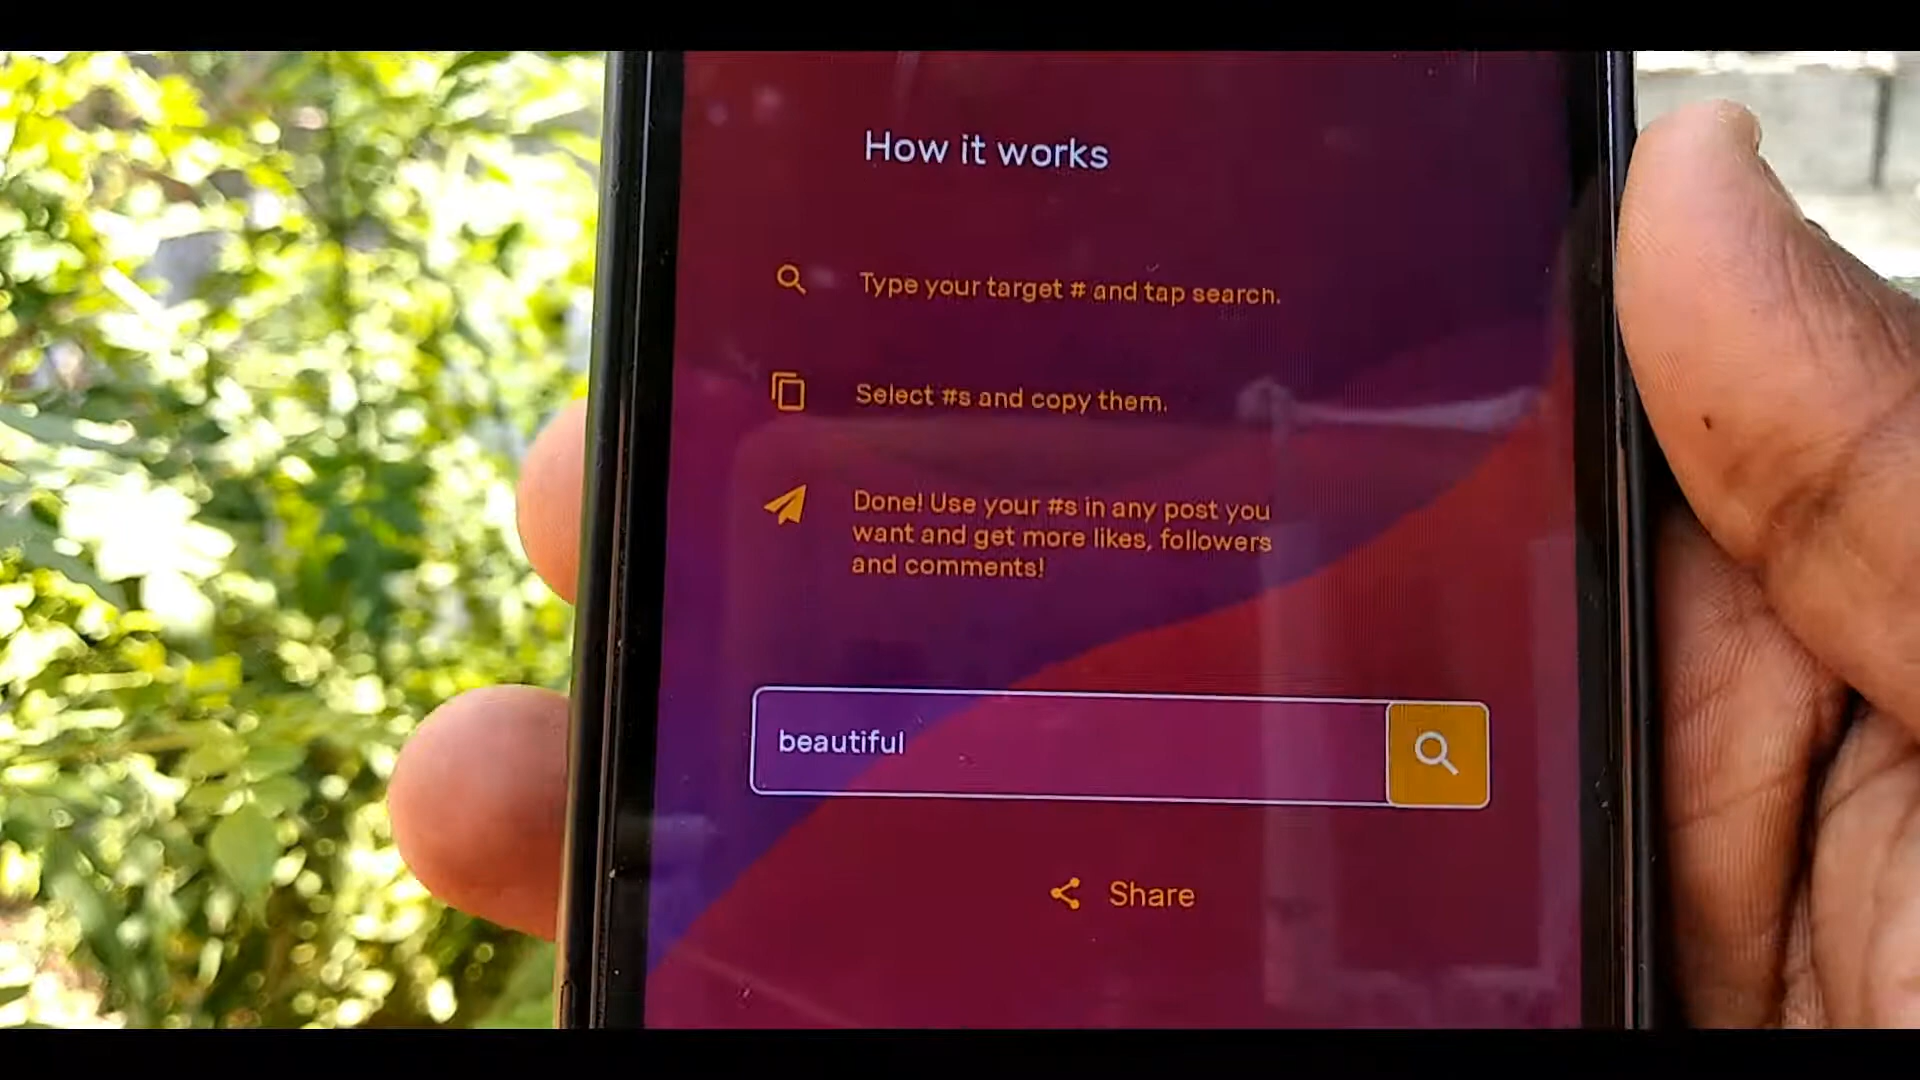 How it works
Type your target # and tap search.
Select #s and copy them.
Done! Use your #s in any post you
want and get more likes, followers
and comments!
beautiful
Share